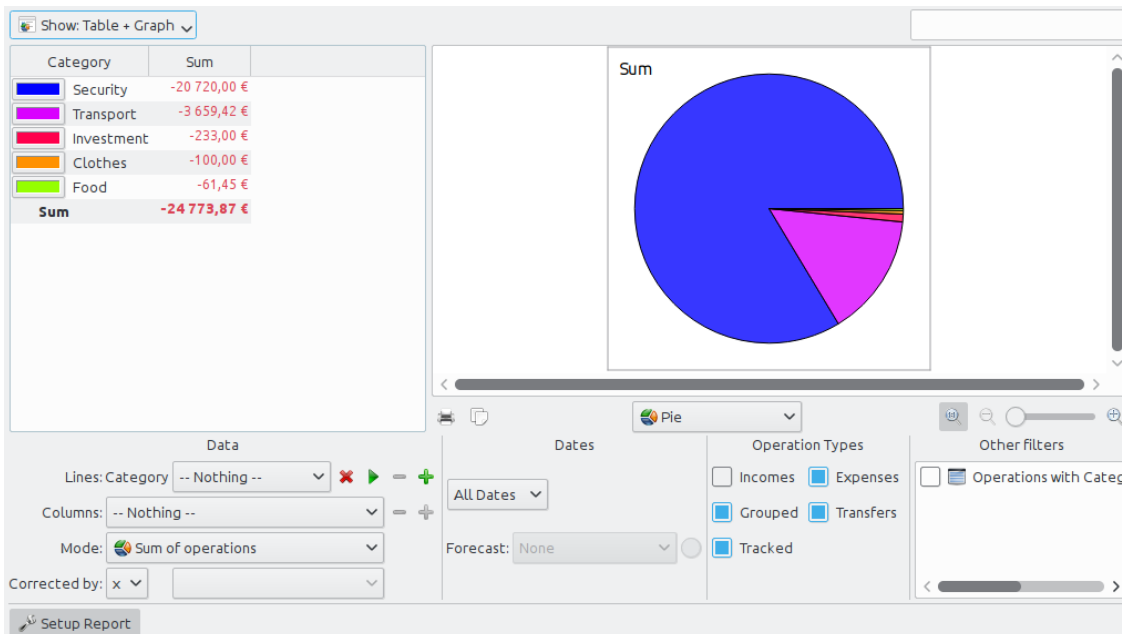 Show: Table + Graph
Category Sum
Security -20 720,00 €
Transport -3 659,42 €
Investment -233,00 €
Clothes -100,00 €
Food -61,45 €
Sum -24 773,87 €
Sum
Pie
Data
Lines: Category -- Nothing --
Columns: -- Nothing --
Mode: Sum of operations
Corrected by: x
Dates
All Dates
Forecast: None
Operation Types
Incomes Expenses
Grouped Transfers
Tracked
Other filters
Operations with Categ
Setup Report